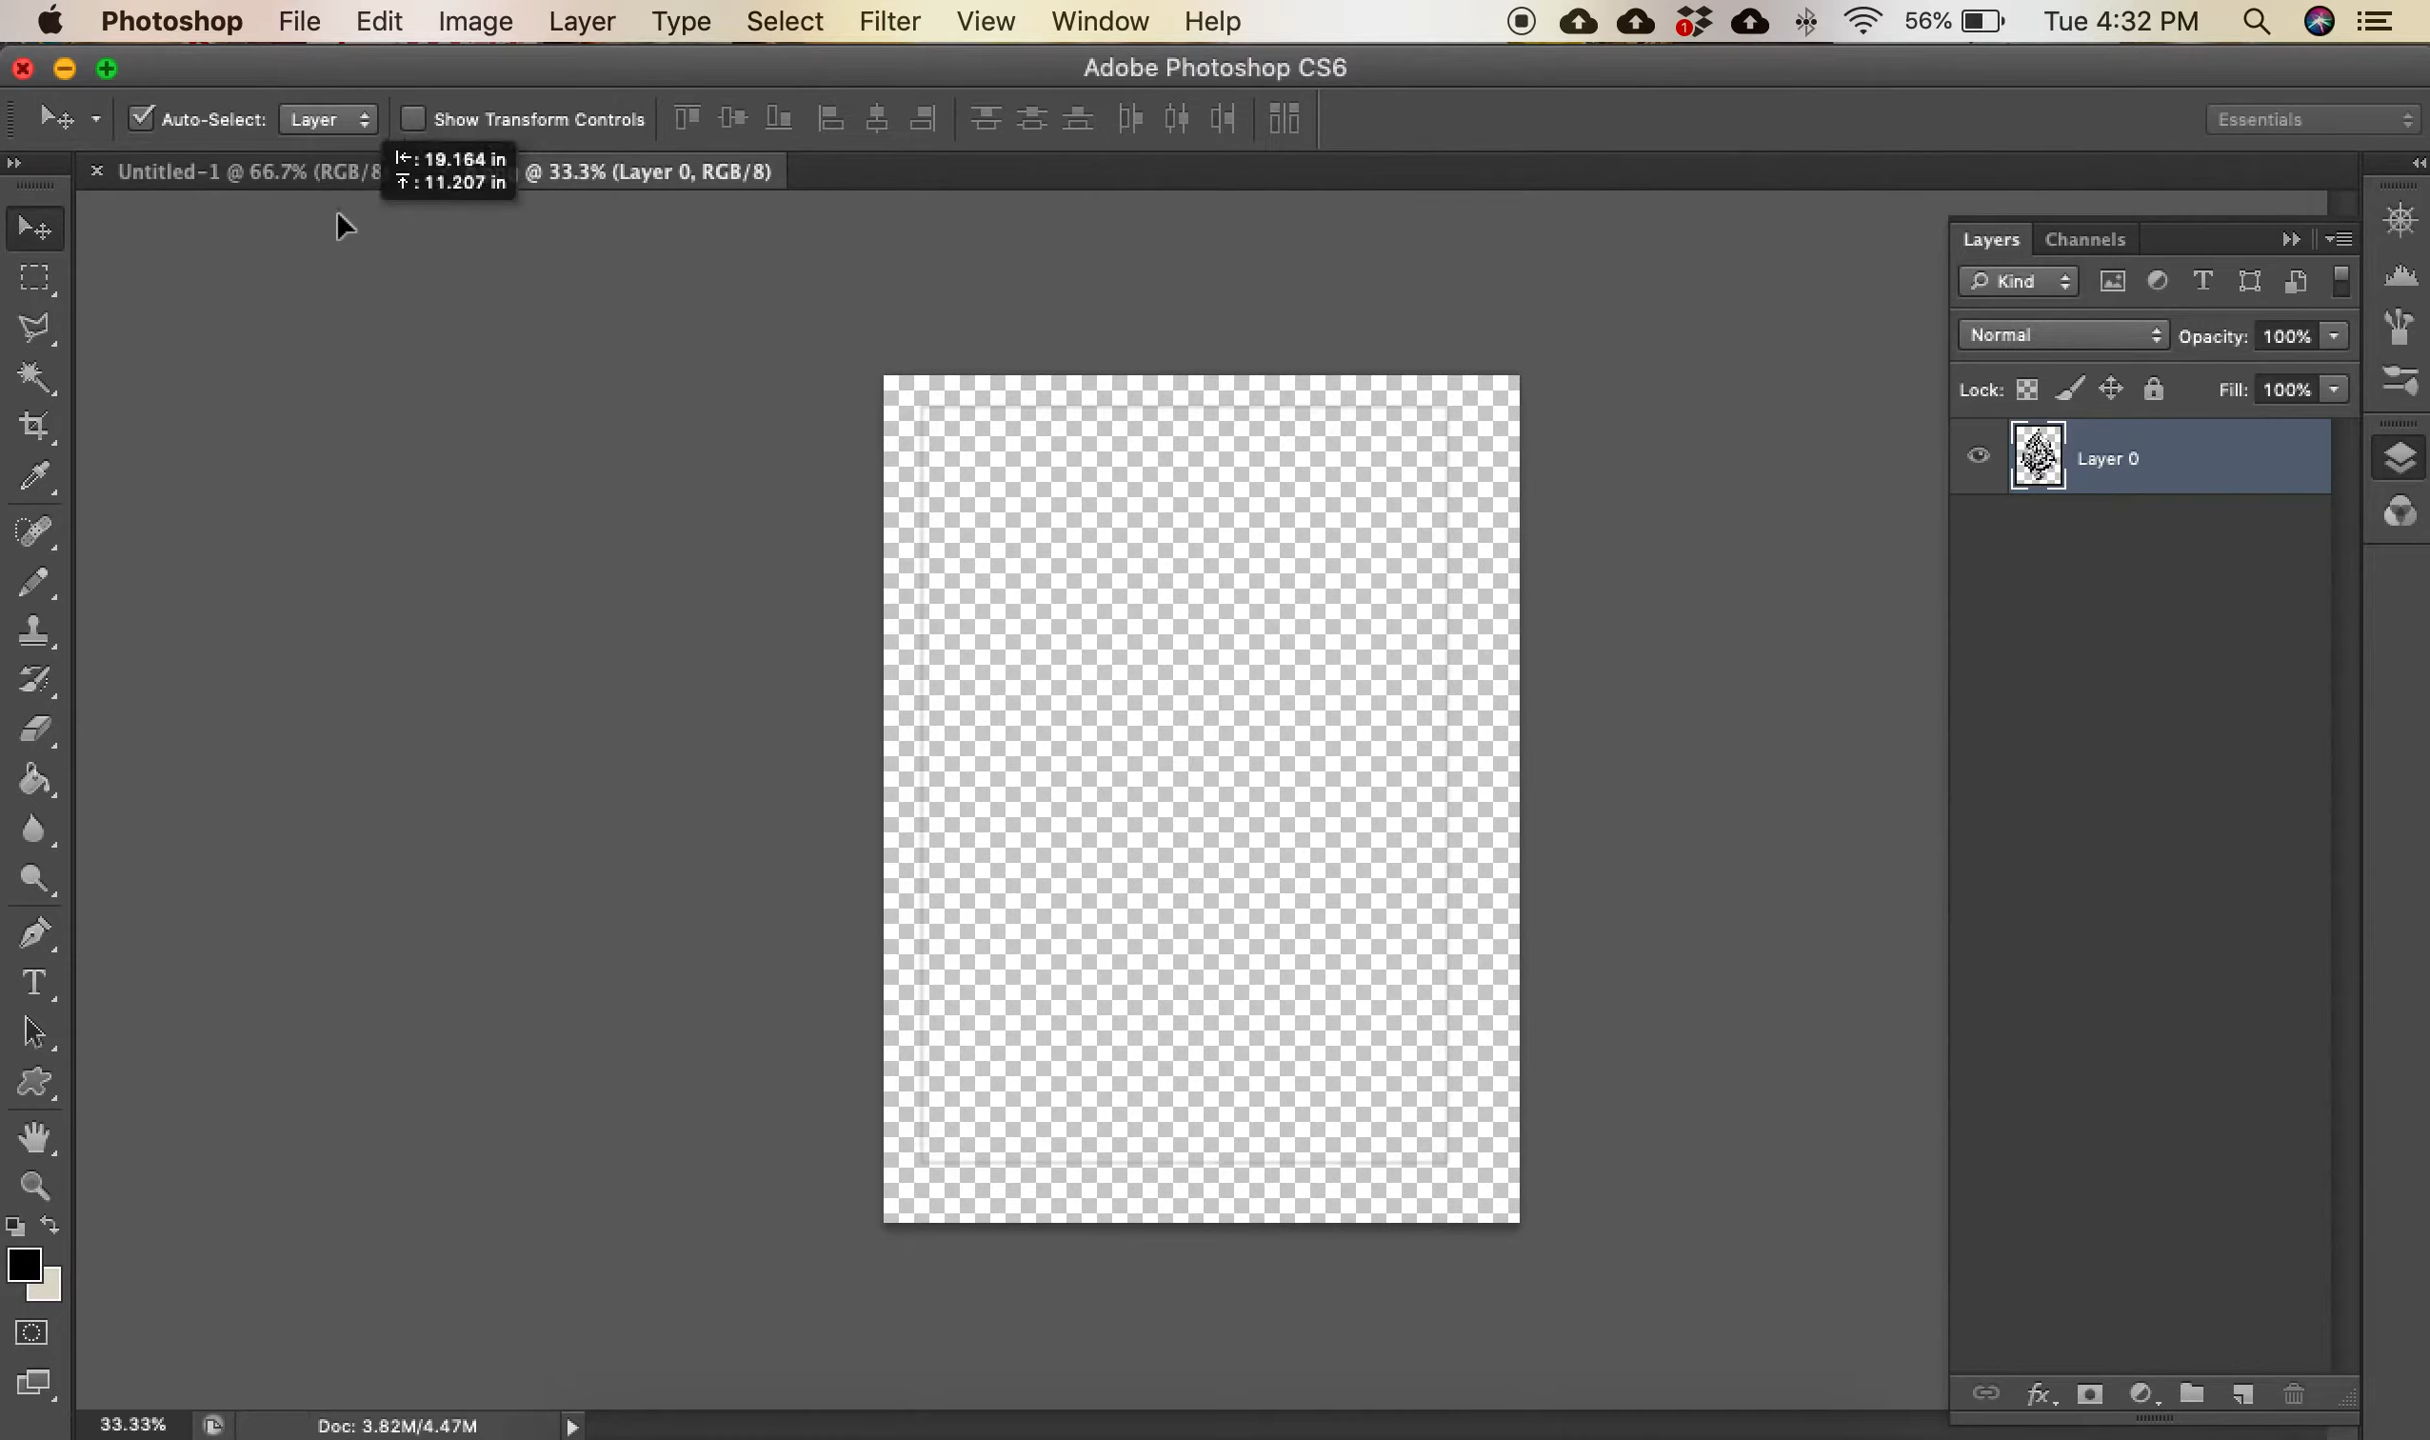 Photoshop File Edit Image Layer Type Select Filter View Window Help 1 56% Tue 4:32 PM
Adobe Photoshop CS6
Auto-Select: Layer Show Transform Controls Essentials
Untitled-1 @ 66.7% (RGB/8 @ 33.3% (Layer 0, RGB/8)
: 19.164 in
: 11.207 in
Layers Channels
Kind T
Normal Opacity: 100%
Lock: Fill: 100%
Layer 0
T
fx
33.33% Doc: 3.82M/4.47M